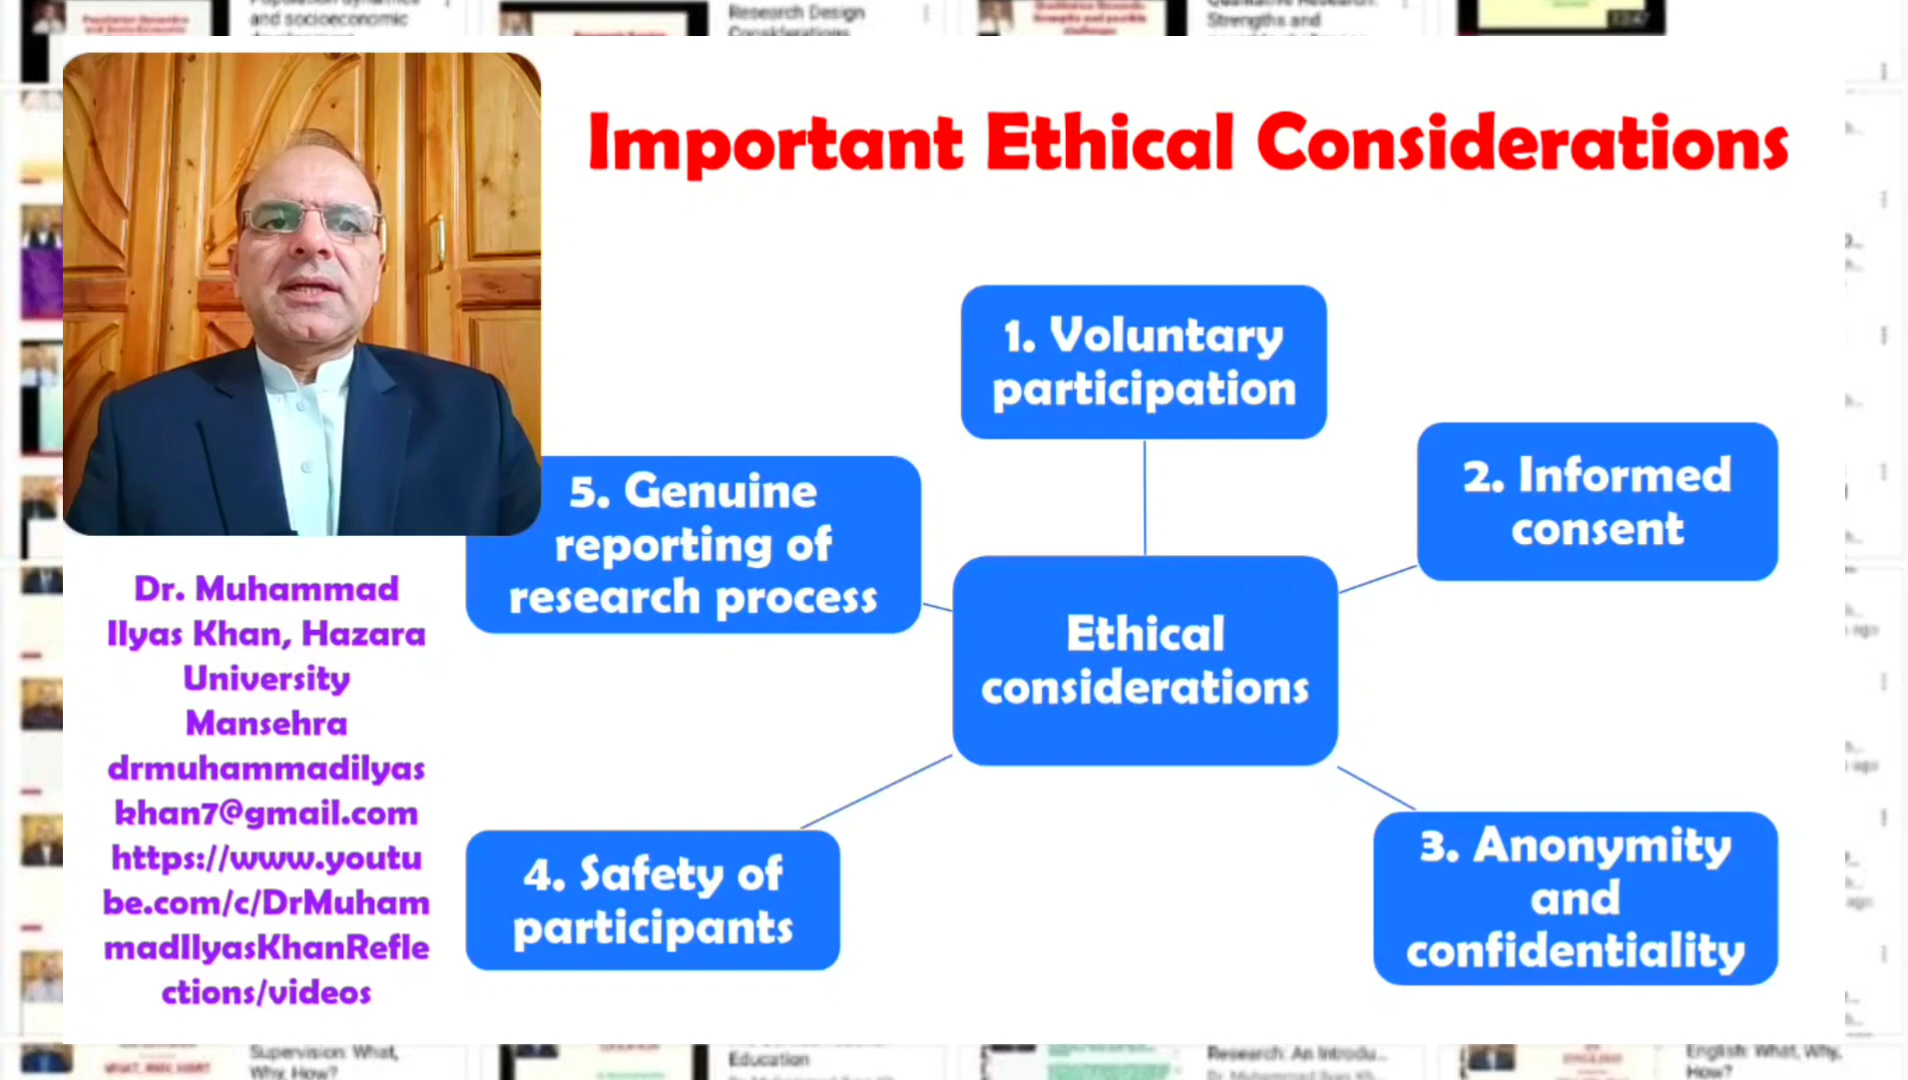 and socioeconomic
Research Design
Considerations
Strengths and
Important Ethical Considerations
1. Voluntary
participation
2. Informed
consent
5. Genuine
reporting of
research process
Ethical
considerations
4. Safety of
participants
3. Anonymity
and
confidentiality
Dr. Muhammad
Ilyas Khan, Hazara
University
Mansehra
drmuhammadilyas
khan7@gmail.com
https://www.youtu
be.com/c/DrMuham
madIlyasKhanRefle
ctions/videos
Supervision: What,
Why, How?
Education
Research: An Introdu...
English: What, Why,
How?